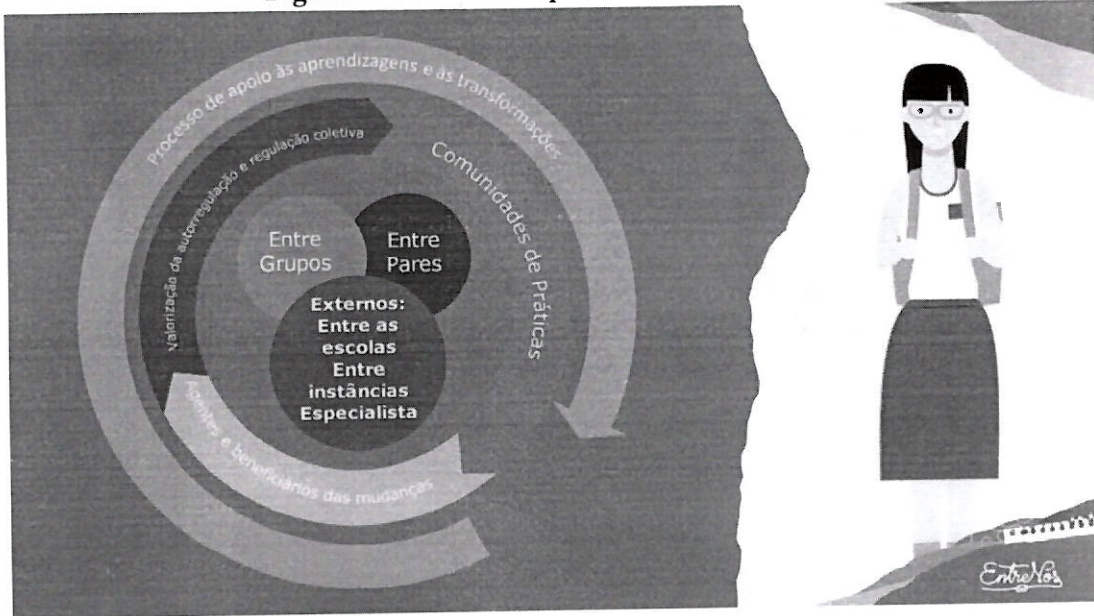 Processo de apoio às aprendizagens e às transformações
Valorização da autorregulação e regulação coletiva
Comunidades de Práticas
Entre
Grupos
Entre
Pares
Externos:
Entre as
escolas
Entre
instâncias
Especialista
Agentes e beneficiários das mudanças
EntreNós